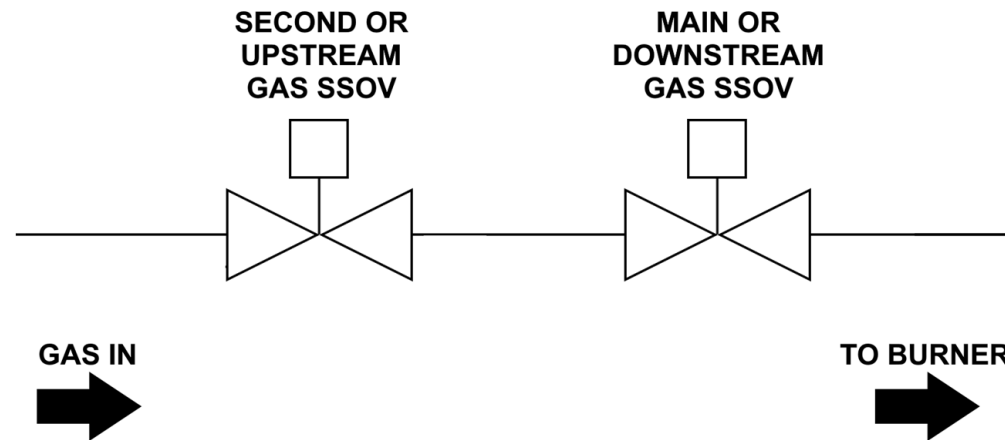 SECOND OR
UPSTREAM
GAS SSOV
MAIN OR
DOWNSTREAM
GAS SSOV
GAS IN
TO BURNER